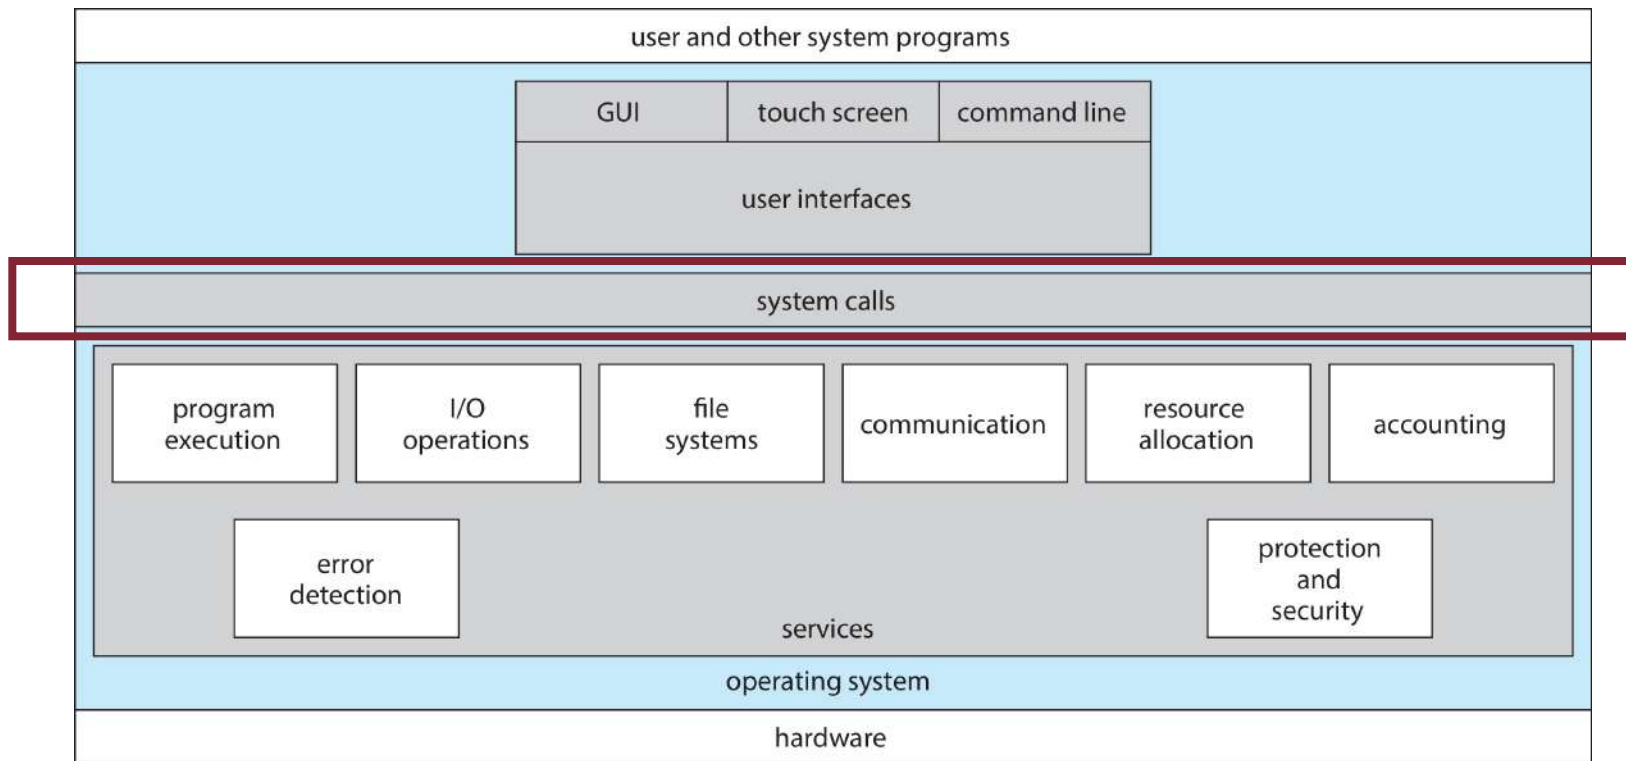 user and other system programs
GUI
touch screen
command line
user interfaces
system calls
program
execution
I/O
operations
file
systems
communication
resource
allocation
accounting
error
detection
protection
and
security
services
operating system
hardware